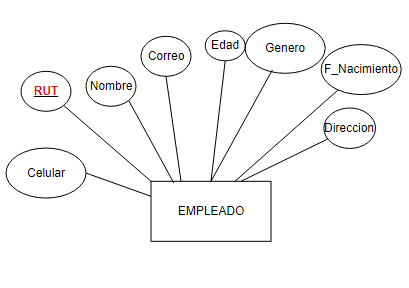 Genero
Edad
Correo
F_Nacimiento
Nombre
RUT
Direccion
Celular
EMPLEADO